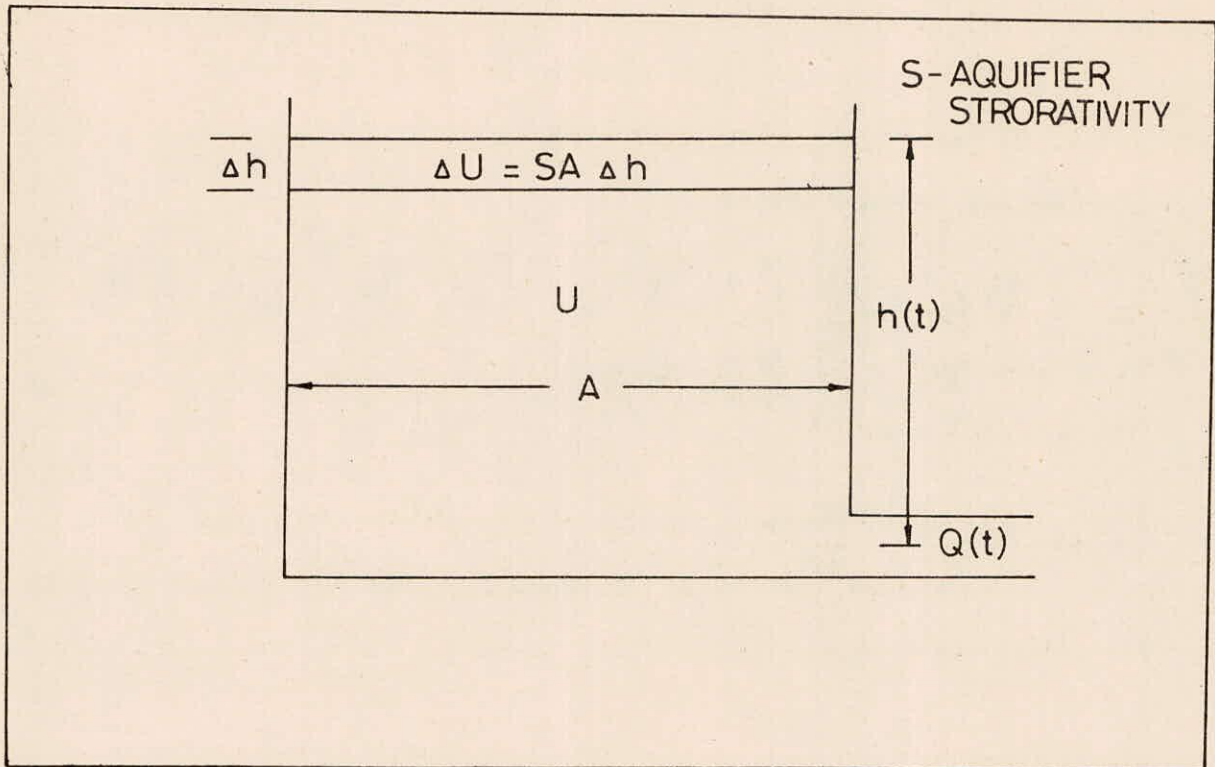 S-AQUIFIER
STRORATIVITY
Δh
ΔU = SA Δh
U
h(t)
A
Q(t)